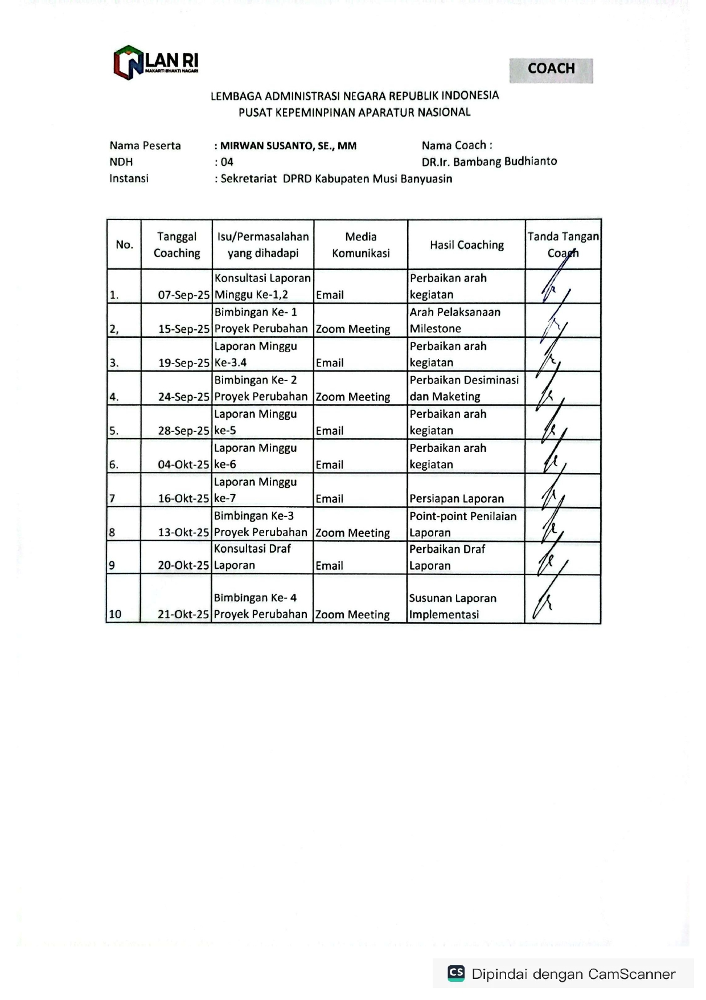 LAN RI
MAKARTI BHAKTI NAGARI
COACH
LEMBAGA ADMINISTRASI NEGARA REPUBLIK INDONESIA
PUSAT KEPEMINPINAN APARATUR NASIONAL
Nama Peserta : MIRWAN SUSANTO, SE., MM Nama Coach :
NDH : 04 DR.Ir. Bambang Budhianto
Instansi : Sekretariat DPRD Kabupaten Musi Banyuasin
No. Tanggal Coaching Isu/Permasalahan yang dihadapi Media Komunikasi Hasil Coaching Tanda Tangan Coach
1. 07-Sep-25 Konsultasi Laporan Minggu Ke-1,2 Email Perbaikan arah kegiatan
2, 15-Sep-25 Bimbingan Ke- 1 Proyek Perubahan Zoom Meeting Arah Pelaksanaan Milestone
3. 19-Sep-25 Laporan Minggu Ke-3.4 Email Perbaikan arah kegiatan
4. 24-Sep-25 Bimbingan Ke- 2 Proyek Perubahan Zoom Meeting Perbaikan Desiminasi dan Maketing
5. 28-Sep-25 Laporan Minggu ke-5 Email Perbaikan arah kegiatan
6. 04-Okt-25 Laporan Minggu ke-6 Email Perbaikan arah kegiatan
7 16-Okt-25 Laporan Minggu ke-7 Email Persiapan Laporan
8 13-Okt-25 Bimbingan Ke-3 Proyek Perubahan Zoom Meeting Point-point Penilaian Laporan
9 20-Okt-25 Konsultasi Draf Laporan Email Perbaikan Draf Laporan
10 21-Okt-25 Bimbingan Ke- 4 Proyek Perubahan Zoom Meeting Susunan Laporan Implementasi
CS Dipindai dengan CamScanner